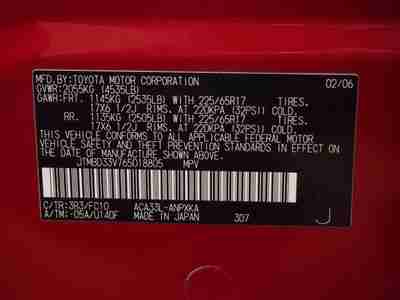 MFD.BY:TOYOTA MOTOR CORPORATION 02/06
GVWR: 2055KG (4535LB)
GAWR: FRT. 1145KG (2535LB) WITH 225/65R17 TIRES.
17X6 1/2J RIMS. AT 220KPA (32PSI) COLD.
RR. 1135KG (2505LB) WITH 225/65R17 TIRES.
17X6 1/2J RIMS. AT 220KPA (32PSI) COLD.
THIS VEHICLE CONFORMS TO ALL APPLICABLE FEDERAL MOTOR
VEHICLE SAFETY AND BUMPER STANDARDS IN EFFECT ON THE
DATE OF MANUFACTURE SHOWN ABOVE.
JTMBD33V765018805 MPV
C/TR:3R3/FC10 ACA33L-ANPXKA
A/TM:-05A/U140F MADE IN JAPAN 307 J